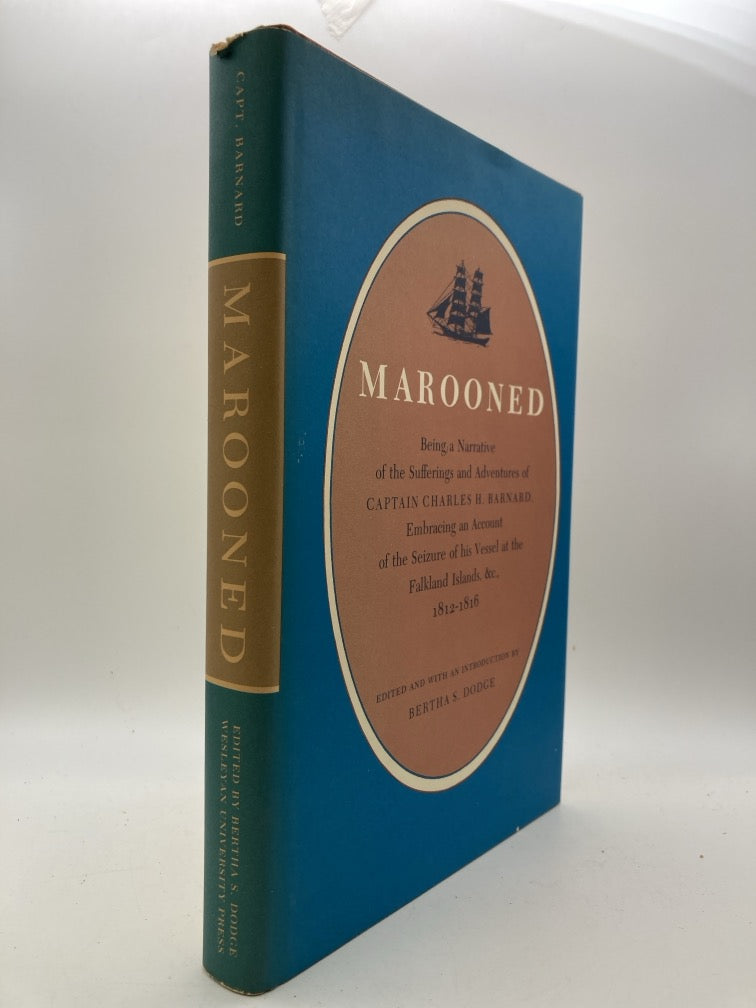 CAPT. BARNARD
MAROONED
EDITED BY BERTHA S. DODGE
WESLEYAN UNIVERSITY PRESS
MAROONED
Being a Narrative
of the Sufferings and Adventures of
CAPTAIN CHARLES H. BARNARD,
Embracing an Account
of the Seizure of his Vessel at the
Falkland Islands, &c.,
1812-1816
EDITED AND WITH AN INTRODUCTION BY
BERTHA S. DODGE